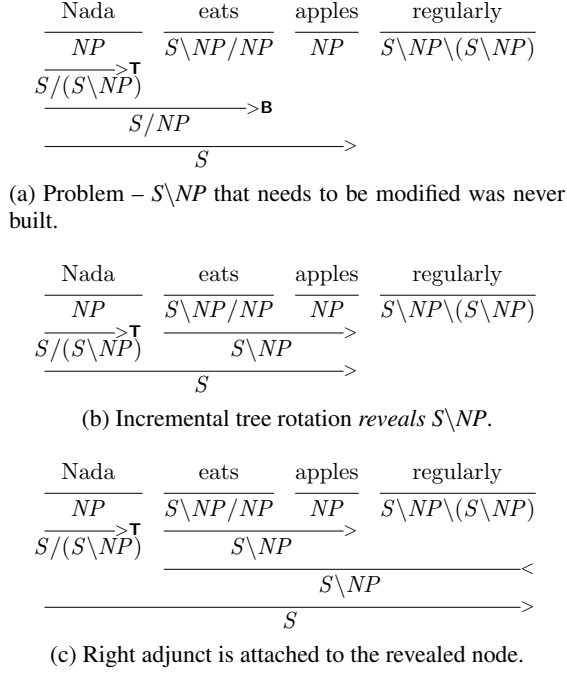 Nada eats apples regularly
NP S\NP/NP NP S\NP\(S\NP)
>T
S/(S\NP)
>B
S/NP
>
S
(a) Problem – S\NP that needs to be modified was never
built.
Nada eats apples regularly
NP S\NP/NP NP S\NP\(S\NP)
>T >
S/(S\NP) S\NP
>
S
(b) Incremental tree rotation reveals S\NP.
Nada eats apples regularly
NP S\NP/NP NP S\NP\(S\NP)
>T >
S/(S\NP) S\NP
<
S\NP
>
S
(c) Right adjunct is attached to the revealed node.